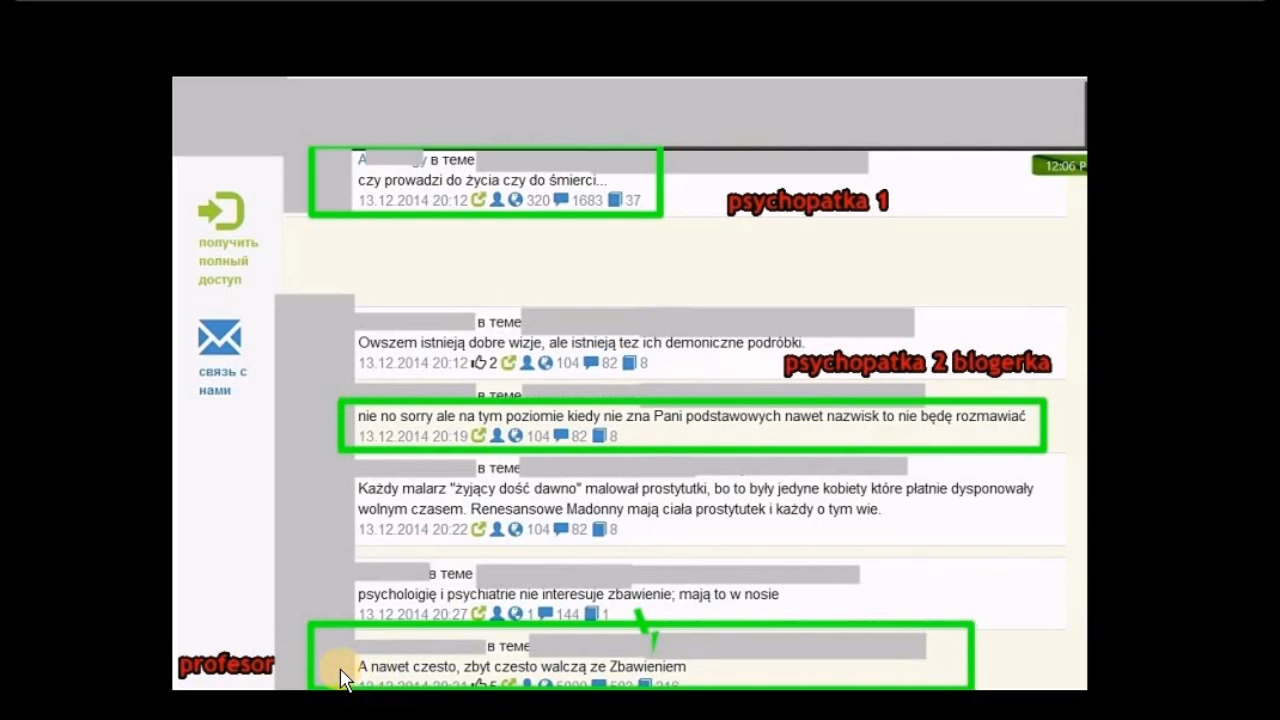 в теме
czy prowadzi do życia czy do śmierci...
13.12.2014 20:12 320 1683 37
12:06 P
psychopatka 1
получить
полный
доступ
связь с
нами
в теме
Owszem istnieją dobre wizje, ale istnieją tez ich demoniczne podróbki.
13.12.2014 20:12 2 104 82 8
psychopatka 2 blogerka
в теме
nie no sorry ale na tym poziomie kiedy nie zna Pani podstawowych nawet nazwisk to nie będę rozmawiać
13.12.2014 20:19 104 82 8
в теме
Każdy malarz "żyjący dość dawno" malował prostytutki, bo to były jedyne kobiety które płatnie dysponowały
wolnym czasem. Renesansowe Madonny mają ciała prostytutek i każdy o tym wie.
13.12.2014 20:22 104 82 8
в теме
psychologię i psychiatrie nie interesuje zbawienie; mają to w nosie
13.12.2014 20:27 1 144 1
в теме
profesor
A nawet czesto, zbyt czesto walczą ze Zbawieniem